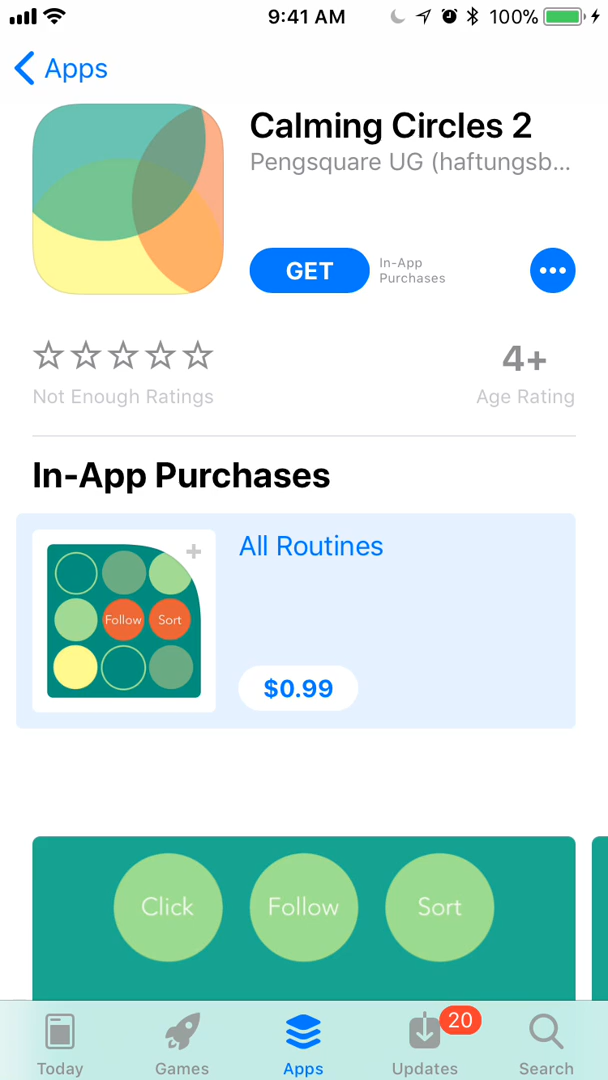 9:41 AM 100%
Apps
Calming Circles 2
Pengsquare UG (haftungsb...
GET
In-App
Purchases
4+
Not Enough Ratings
Age Rating
In-App Purchases
All Routines
Follow Sort
$0.99
Click Follow Sort
20
Today Games Apps Updates Search